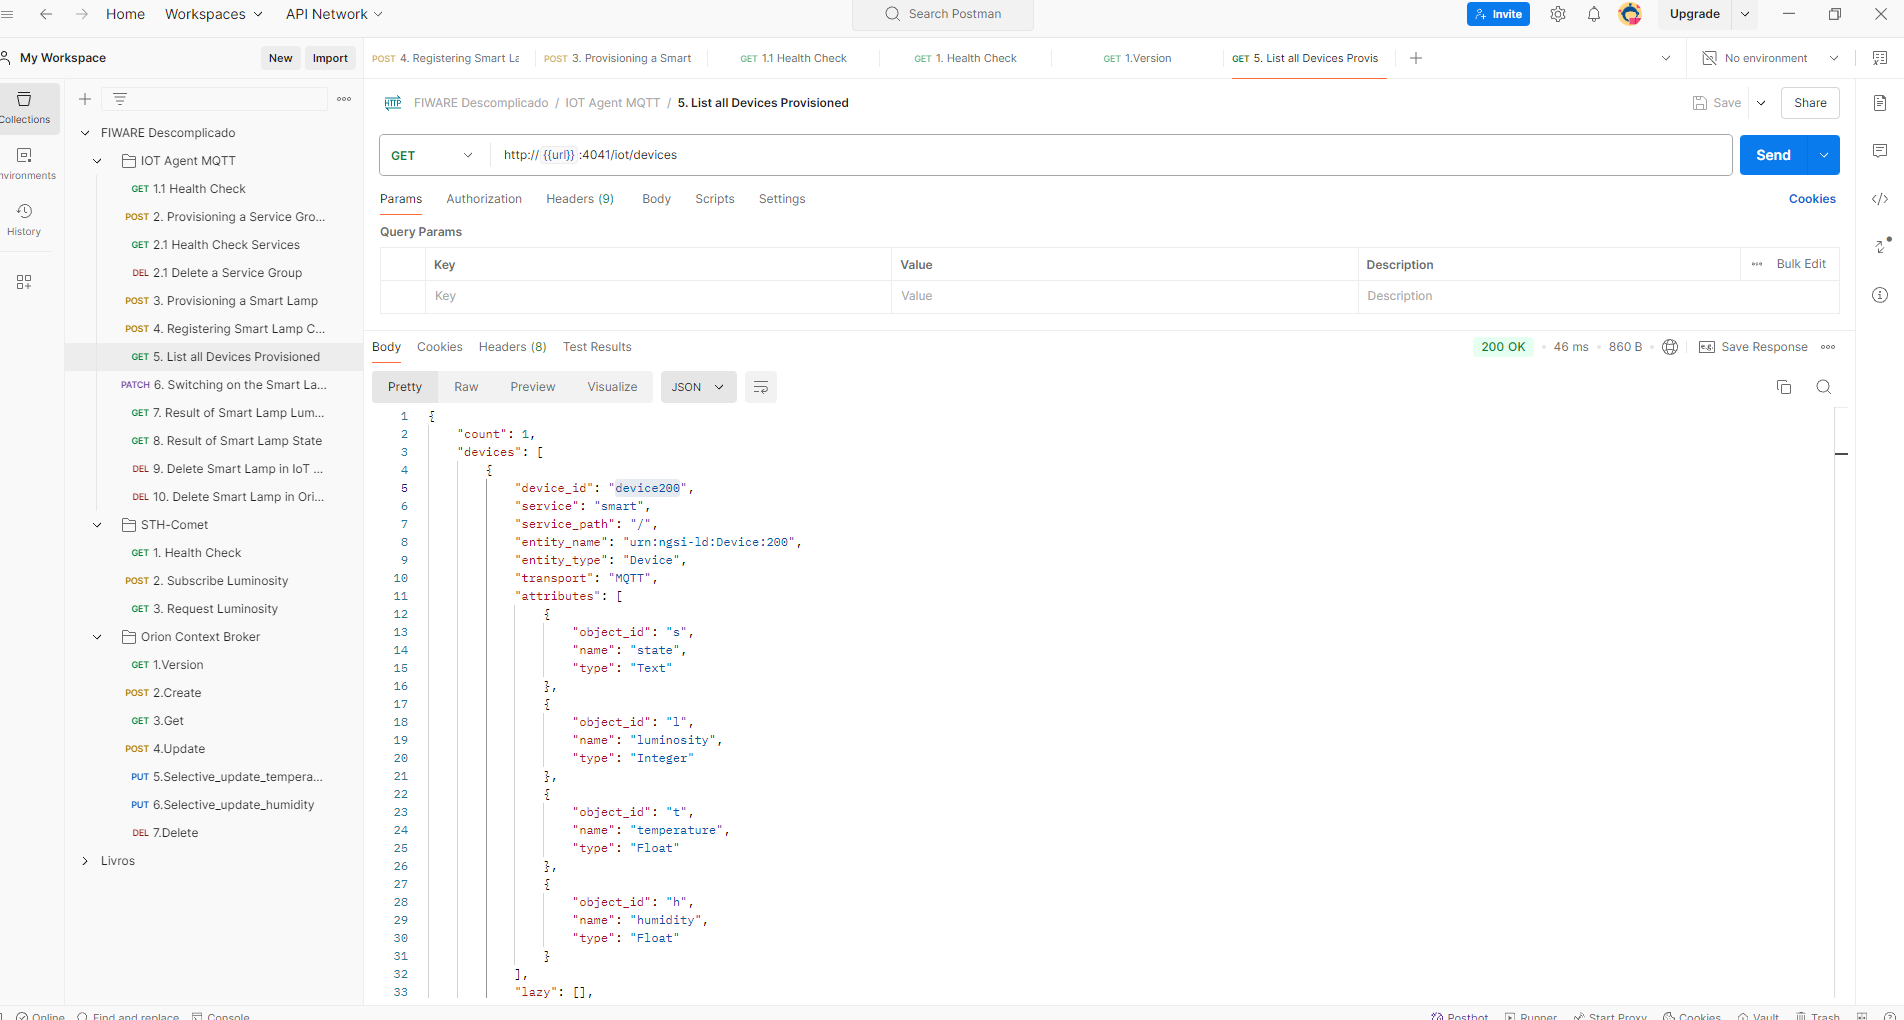 Home Workspaces API Network Search Postman Invite Upgrade
My Workspace New Import
POST 4. Registering Smart La POST 3. Provisioning a Smart GET 1.1 Health Check GET 1. Health Check GET 1.Version GET 5. List all Devices Provis No environment
Collections
Environments
History
FIWARE Descomplicado
IOT Agent MQTT
GET 1.1 Health Check
POST 2. Provisioning a Service Gro...
GET 2.1 Health Check Services
DEL 2.1 Delete a Service Group
POST 3. Provisioning a Smart Lamp
POST 4. Registering Smart Lamp C...
GET 5. List all Devices Provisioned
PATCH 6. Switching on the Smart La...
GET 7. Result of Smart Lamp Lum...
GET 8. Result of Smart Lamp State
DEL 9. Delete Smart Lamp in IoT ...
DEL 10. Delete Smart Lamp in Ori...
STH-Comet
GET 1. Health Check
POST 2. Subscribe Luminosity
GET 3. Request Luminosity
Orion Context Broker
GET 1.Version
POST 2.Create
GET 3.Get
POST 4.Update
PUT 5.Selective_update_tempera...
PUT 6.Selective_update_humidity
DEL 7.Delete
Livros
HTTP FIWARE Descomplicado / IOT Agent MQTT / 5. List all Devices Provisioned Save Share
GET http://{{url}}:4041/iot/devices Send
Params Authorization Headers (9) Body Scripts Settings Cookies
Query Params
Key Value Description Bulk Edit
Key Value Description
Body Cookies Headers (8) Test Results 200 OK 46 ms 860 B e.g. Save Response
Pretty Raw Preview Visualize JSON
1 {
2 "count": 1,
3 "devices": [
4 {
5 "device_id": "device200",
6 "service": "smart",
7 "service_path": "/",
8 "entity_name": "urn:ngsi-ld:Device:200",
9 "entity_type": "Device",
10 "transport": "MQTT",
11 "attributes": [
12 {
13 "object_id": "s",
14 "name": "state",
15 "type": "Text"
16 },
17 {
18 "object_id": "l",
19 "name": "luminosity",
20 "type": "Integer"
21 },
22 {
23 "object_id": "t",
24 "name": "temperature",
25 "type": "Float"
26 },
27 {
28 "object_id": "h",
29 "name": "humidity",
30 "type": "Float"
31 }
32 ],
33 "lazy": [],
Online Find and replace Console Postbot Runner Start Proxy Cookies Vault Trash